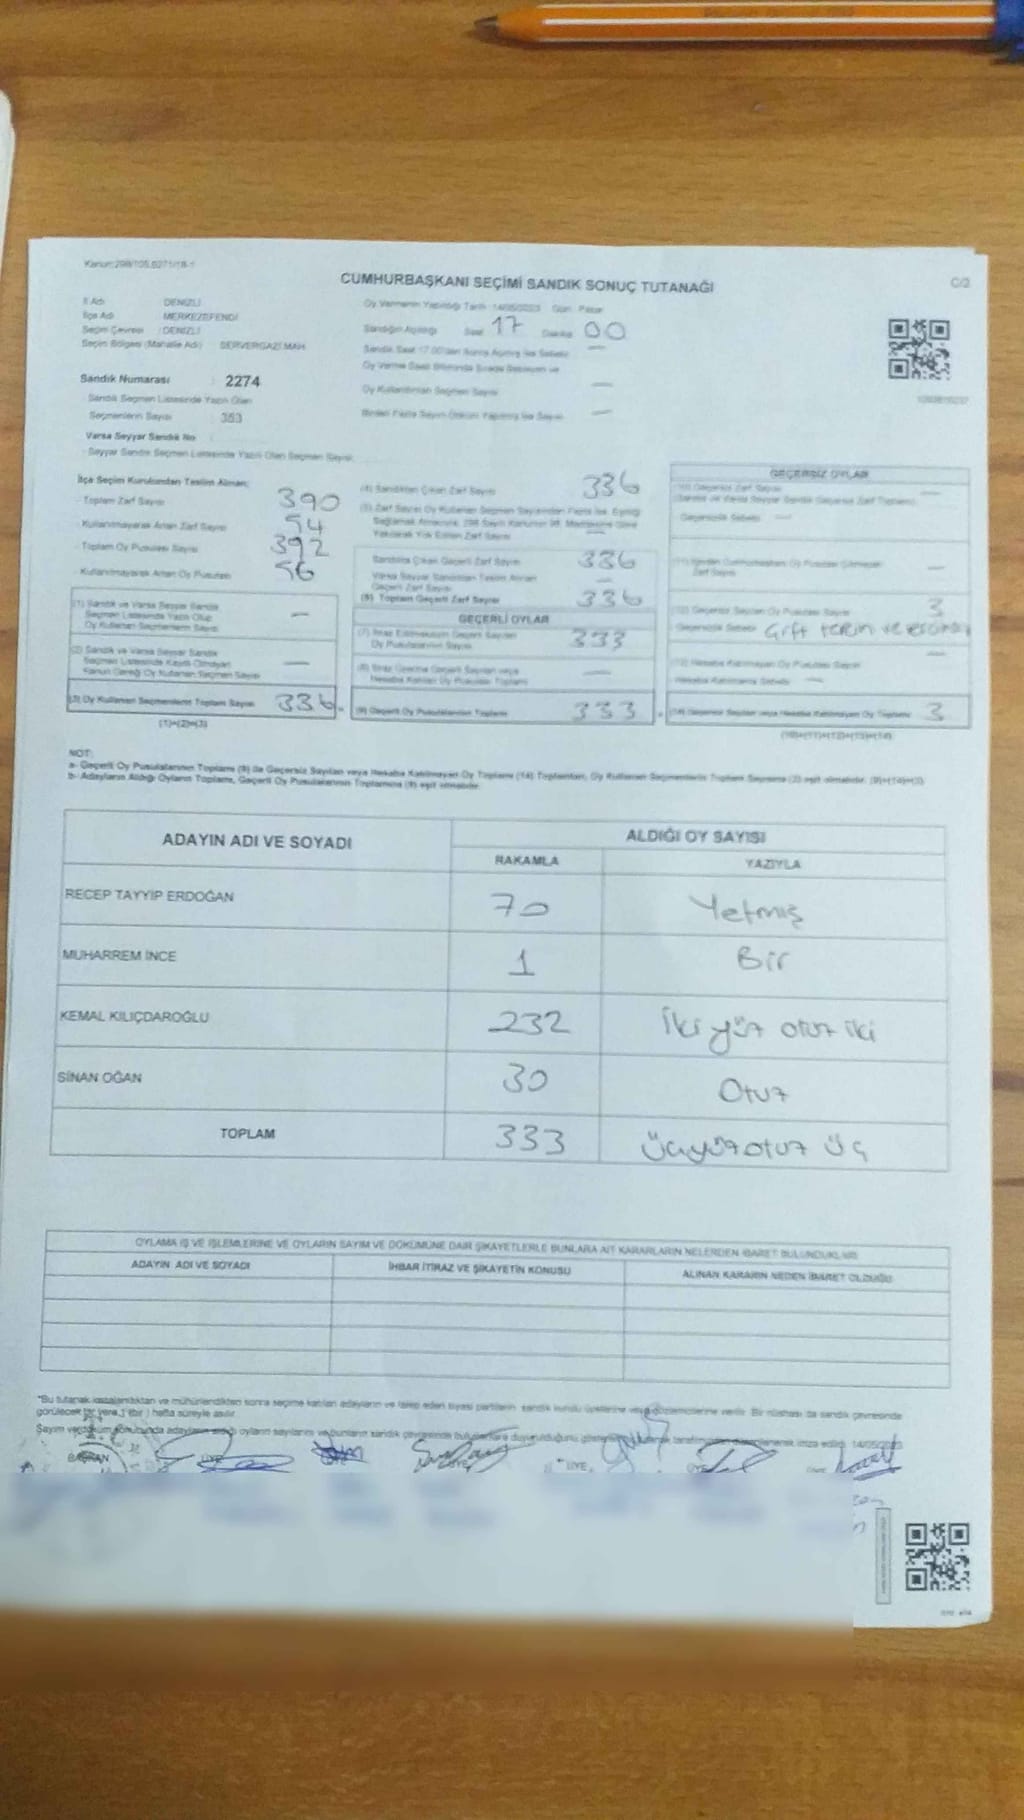 Kanun:298/105,6271/18-1
CUMHURBAŞKANI SEÇİMİ SANDIK SONUÇ TUTANAĞI
C/2
İl Adı : DENİZLİ
İlçe Adı : MERKEZEFENDİ
Seçim Çevresi : DENİZLİ
Seçim Bölgesi (Mahalle Adı) : SERVERGAZİ MAH.
Sandık Numarası : 2274
Sandık Seçmen Listesinde Yazılı Olan
Seçmenlerin Sayısı : 353
Varsa Seyyar Sandık No :
- Seyyar Sandık Seçmen Listesinde Yazılı Olan Seçmen Sayısı:
Oy Vermenin Yapıldığı Tarih : 14/05/2023 Gün : Pazar
Sandığın Açıldığı Saat 17 Dakika 00
Sandık Saat 17.00'den Sonra Açılmış İse Sebebi —
Oy Verme Saati Bitiminde Sırada Bekleyen ve
Oy Kullandırılan Seçmen Sayısı —
Birden Fazla Sayım Döküm Yapılmış İse Sayısı —
İlçe Seçim Kurulundan Teslim Alınan;
- Toplam Zarf Sayısı 390
- Kullanılmayarak Artan Zarf Sayısı 54
- Toplam Oy Pusulası Sayısı 392
- Kullanılmayarak Artan Oy Pusulası 56
(1) Sandık ve Varsa Seyyar Sandık
Seçmen Listesinde Yazılı Olup
Oy Kullanan Seçmenlerin Sayısı —
(2) Sandık ve Varsa Seyyar Sandık
Seçmen Listesinde Kayıtlı Olmayan
Kanun Gereği Oy Kullanan Seçmen Sayısı —
(3) Oy Kullanan Seçmenlerin Toplam Sayısı 336
(1)+(2)=(3)
(4) Sandıktan Çıkan Zarf Sayısı 336
(5) Zarf Sayısı Oy Kullanan Seçmen Sayısından Fazla İse, Eşitliği
Sağlamak Amacıyla, 298 Sayılı Kanunun 98. Maddesine Göre
Yakılarak Yok Edilen Zarf Sayısı —
Sandıkta Çıkan Geçerli Zarf Sayısı 336
Varsa Seyyar Sandıktan Teslim Alınan
Geçerli Zarf Sayısı —
(6) Toplam Geçerli Zarf Sayısı 336
GEÇERLİ OYLAR
(7) İtiraz Edilmeksizin Geçerli Sayılan
Oy Pusulalarının Sayısı 333
(8) İtiraz Üzerine Geçerli Sayılan veya
Hesaba Katılan Oy Pusulası Toplamı —
(9) Geçerli Oy Pusulalarının Toplamı 333
GEÇERSİZ OYLAR
(10) Geçersiz Zarf Sayısı —
(Sandık ve Varsa Seyyar Sandık Geçersiz Zarf Toplamı)
Geçersizlik Sebebi —
(11) İçinden Cumhurbaşkanı Oy Pusulası Çıkmayan
Zarf Sayısı —
(12) Geçersiz Sayılan Oy Pusulası Sayısı 3
Geçersizlik Sebebi Çift tercih
(13) Hesaba Katılmayan Oy Pusulası Sayısı —
Hesaba Katılmama Sebebi —
(14) Geçersiz Sayılan veya Hesaba Katılmayan Oy Toplamı 3
(10)+(11)+(12)+(13)=(14)
NOT:
a- Geçerli Oy Pusulalarının Toplamı (9) ile Geçersiz Sayılan veya Hesaba Katılmayan Oy Toplamı (14) Toplamları, Oy Kullanan Seçmenlerin Toplam Sayısına (3) eşit olmalıdır. (9)+(14)=(3)
b- Adayların Aldığı Oyların Toplamı, Geçerli Oy Pusulalarının Toplamına (9) eşit olmalıdır.
ADAYIN ADI VE SOYADI ALDIĞI OY SAYISI
RAKAMLA YAZIYLA
RECEP TAYYİP ERDOĞAN 70 Yetmiş
MUHARREM İNCE 1 Bir
KEMAL KILIÇDAROĞLU 232 İki yüz otuz iki
SİNAN OĞAN 30 Otuz
TOPLAM 333 Üçyüzotuz üç
OYLAMA İŞ VE İŞLEMLERİNE VE OYLARIN SAYIM VE DÖKÜMÜNE DAİR ŞİKAYETLERLE BUNLARA AİT KARARLARIN NELERDEN İBARET BULUNDUKLARI
ADAYIN ADI VE SOYADI İHBAR İTİRAZ VE ŞİKAYETİN KONUSU ALINAN KARARIN NEDEN İBARET OLDUĞU
*Bu tutanak imzalandıktan ve mühürlendikten sonra seçime katılan adayların ve talep eden siyasi partilerin sandık kurulu üyelerine veya gözlemcilerine verilir. Bir nüshası da sandık çevresinde
görülecek bir yere 1 (bir) hafta süreyle asılır.
Sayım ve döküm sonucunda adayların aldığı oyların sayılarını ve bunların sandık çevresinde bulunanlara duyurulduğunu imza edildi. 14/05/2023
BAŞKAN ÜYE ÜYE ÜYE ÜYE